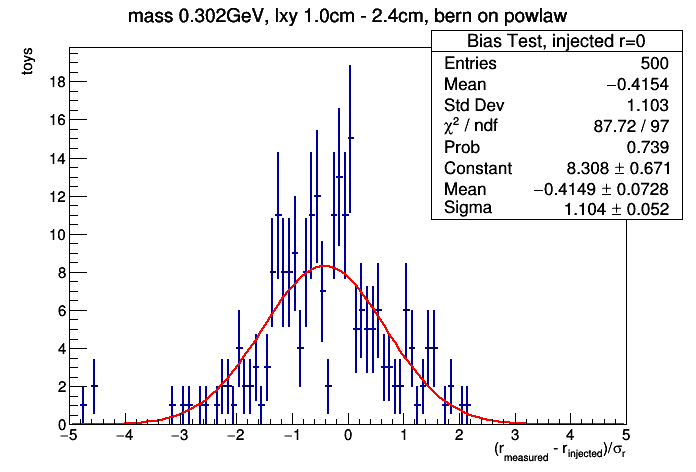 mass 0.302GeV, lxy 1.0cm - 2.4cm, bern on powlaw
toys
Bias Test, injected r=0
Entries 500
Mean −0.4154
Std Dev 1.103
χ² / ndf 87.72 / 97
Prob 0.739
Constant 8.308 ± 0.671
Mean −0.4149 ± 0.0728
Sigma 1.104 ± 0.052
18
16
14
12
10
8
6
4
2
0
−5 −4 −3 −2 −1 0 1 2 3 4 5
(r_measured - r_injected)/σ_r